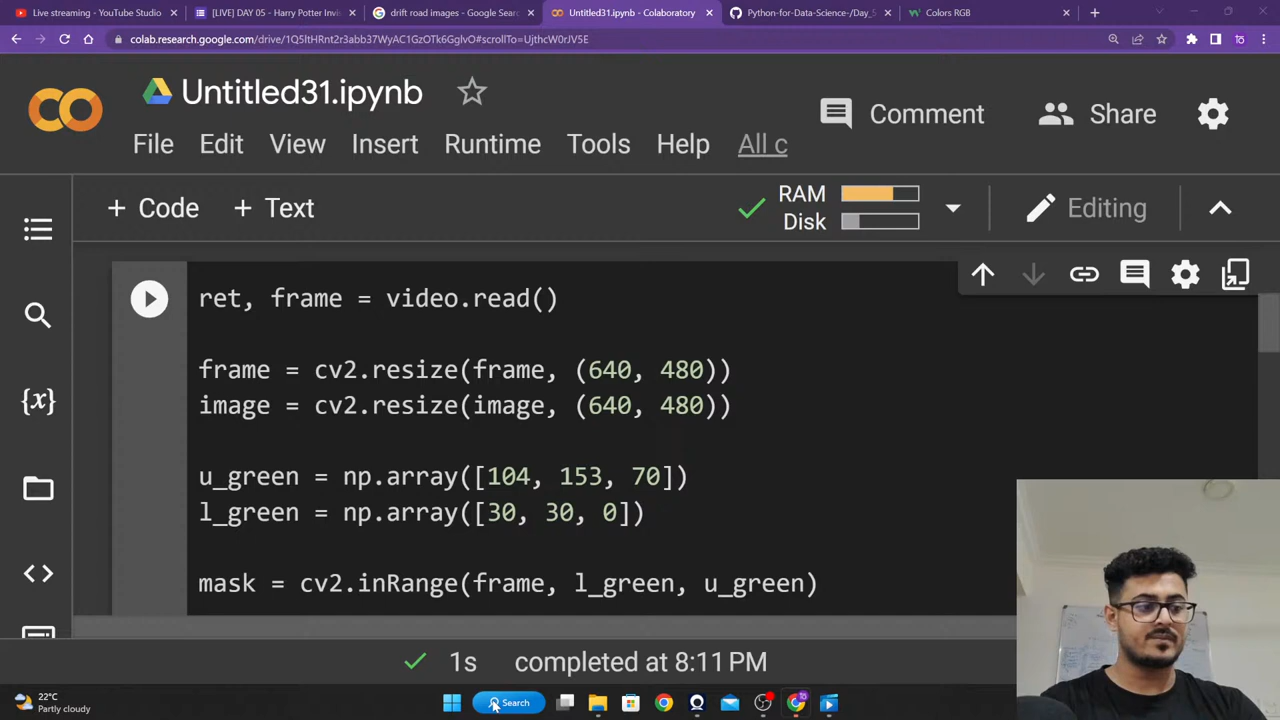 Live streaming - YouTube Studio
[LIVE] DAY 05 - Harry Potter Invi
drift road images - Google Searc
Untitled31.ipynb - Colaboratory
Python-for-Data-Science-/Day_5
Colors RGB
colab.research.google.com/drive/1Q5ltHRnt2r3abb37WyAC1GzOTk6GglvO#scrollTo=UjthcW0rJV5E
Untitled31.ipynb
Comment
Share
File Edit View Insert Runtime Tools Help All c
+ Code + Text
RAM
Disk
Editing
ret, frame = video.read()
frame = cv2.resize(frame, (640, 480))
image = cv2.resize(image, (640, 480))
u_green = np.array([104, 153, 70])
l_green = np.array([30, 30, 0])
mask = cv2.inRange(frame, l_green, u_green)
{x}
1s completed at 8:11 PM
22°C
Partly cloudy
Search